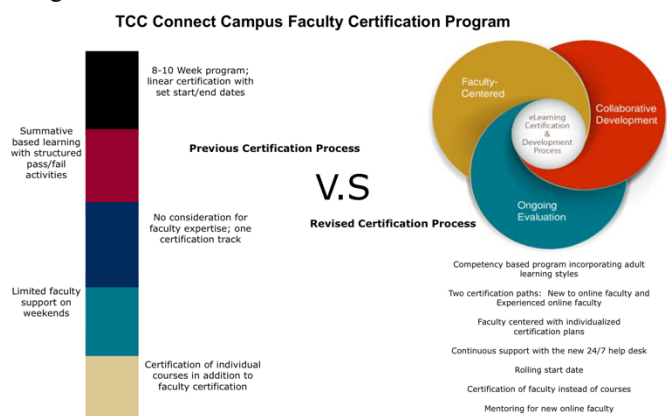 TCC Connect Campus Faculty Certification Program
8-10 Week program;
linear certification with
set start/end dates
Summative
based learning
with structured
pass/fail
activities
No consideration for
faculty expertise; one
certification track
Limited faculty
support on
weekends
Certification of individual
courses in addition to
faculty certification
Previous Certification Process
V.S
Revised Certification Process
Faculty-
Centered
Collaborative
Development
eLearning
Certification
&
Development
Process
Ongoing
Evaluation
Competency based program incorporating adult
learning styles
Two certification paths: New to online faculty and
Experienced online faculty
Faculty centered with individualized
certification plans
Continuous support with the new 24/7 help desk
Rolling start date
Certification of faculty instead of courses
Mentoring for new online faculty